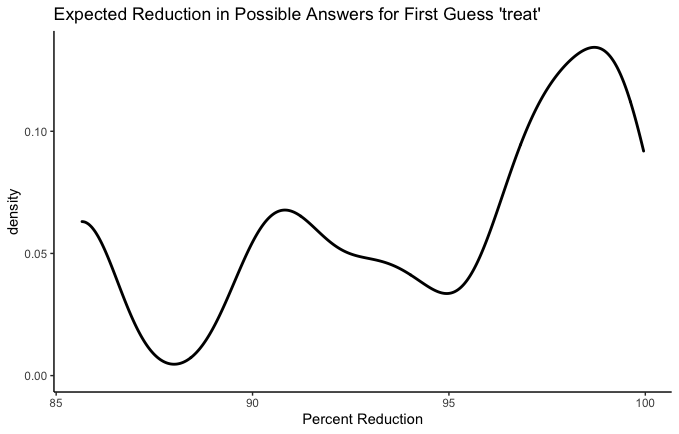 Expected Reduction in Possible Answers for First Guess 'treat'
0.10
0.05
0.00
density
85 90 95 100
Percent Reduction